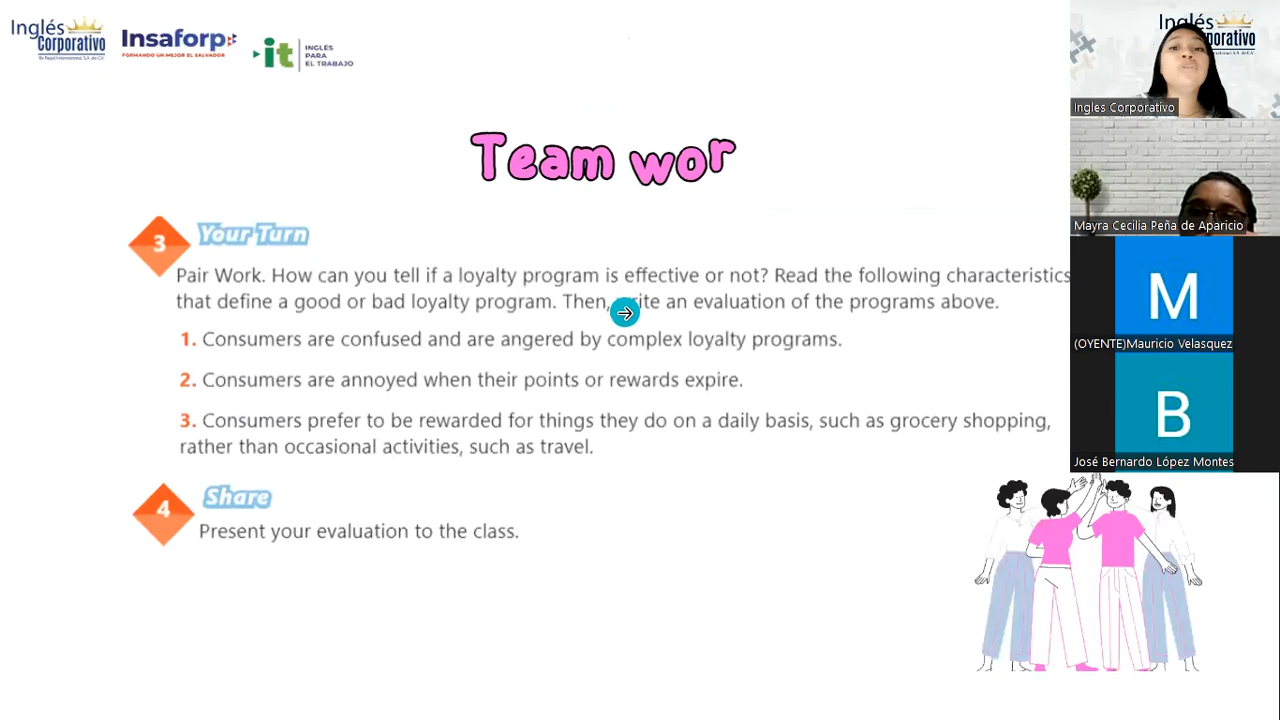 Inglés
Corporativo
By Regal International, S.A. de C.V.
Insaforp
FORMANDO UN MEJOR EL SALVADOR
it
INGLÉS
PARA
EL TRABAJO
Team wor
3
Your Turn
Pair Work. How can you tell if a loyalty program is effective or not? Read the following characteristics
that define a good or bad loyalty program. Then, write an evaluation of the programs above.
1. Consumers are confused and are angered by complex loyalty programs.
2. Consumers are annoyed when their points or rewards expire.
3. Consumers prefer to be rewarded for things they do on a daily basis, such as grocery shopping,
rather than occasional activities, such as travel.
4
Share
Present your evaluation to the class.
Inglés
Corporativo
Ingles Corporativo
Mayra Cecilia Peña de Aparicio
M
(OYENTE)Mauricio Velasquez
B
José Bernardo López Montes